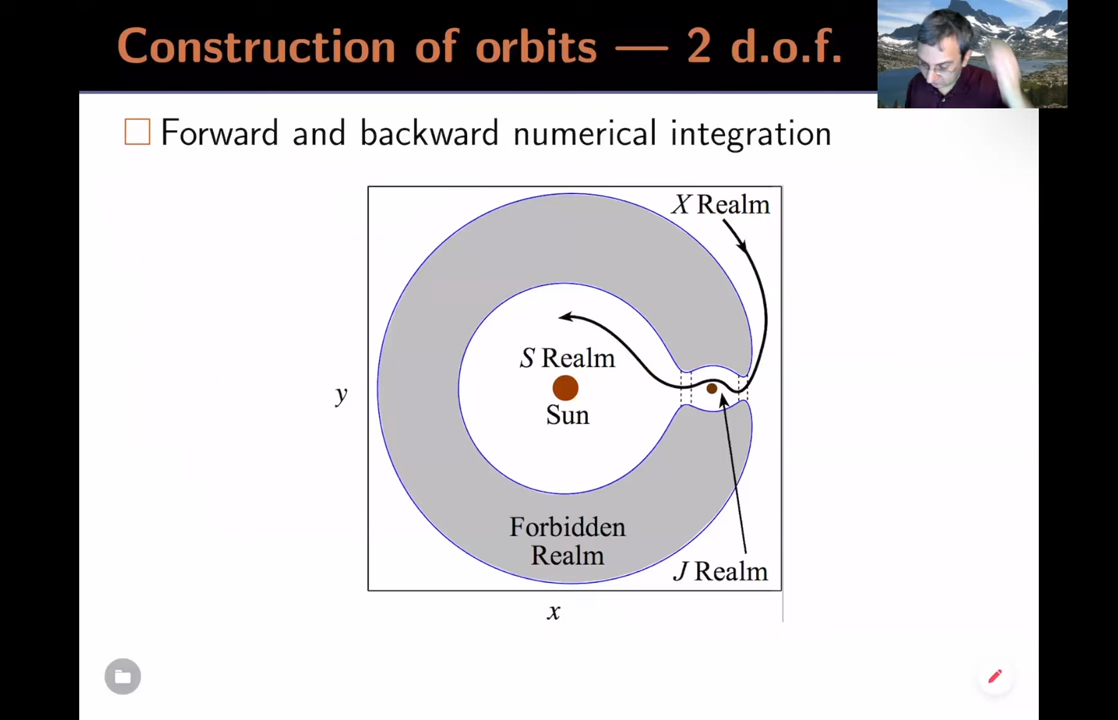 Construction of orbits — 2 d.o.f.
Forward and backward numerical integration
X Realm
S Realm
y
Sun
Forbidden
Realm
J Realm
x